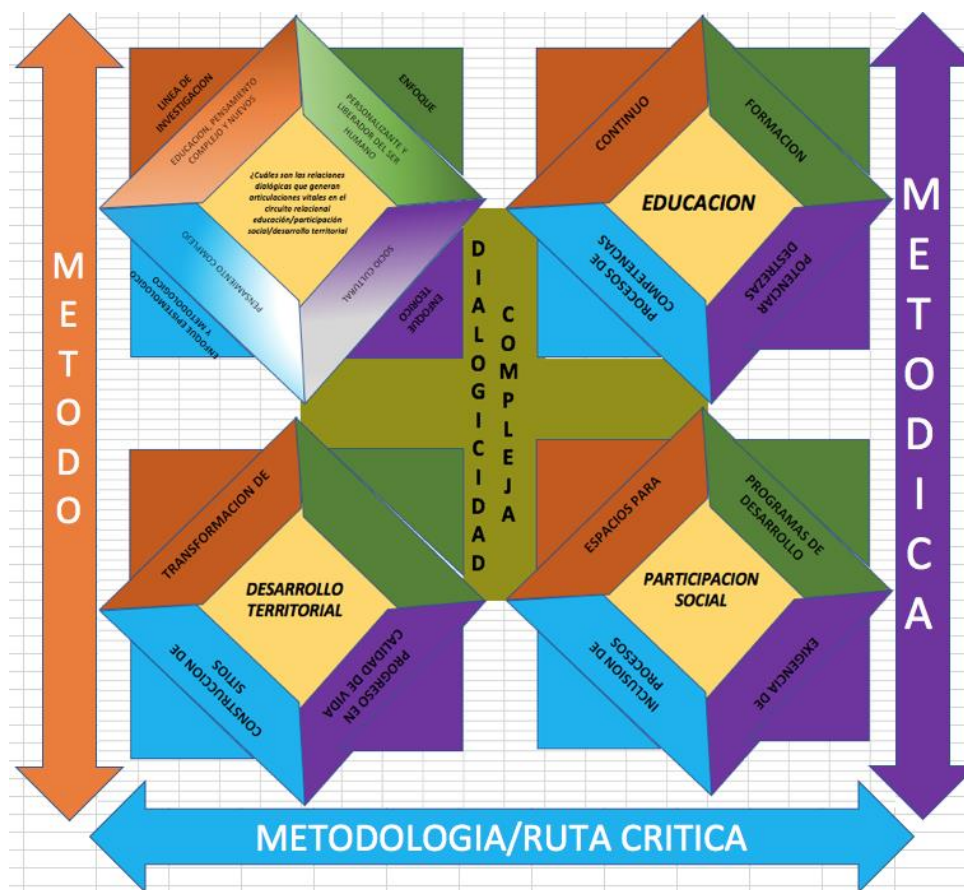 METODO
LINEA DE
INVESTIGACION
EDUCACION, PENSAMIENTO
COMPLEJO Y NUEVOS
ENFOQUE
PERSONALIZANTE Y
LIBERADOR DEL SER
HUMANO
¿Cuáles son las relaciones
diológicas que generan
articulaciones vitales en el
circuito relacional
educación/participación
social/desarrollo territorial
PENSAMIENTO COMPLEJO
ENFOQUE EPISTEMOLOGICO
Y METODOLOGICO
SOCIO CULTURAL
ENFOQUE
TEORICO
CONTINUO
FORMACION
EDUCACION
PROCESOS DE
COMPETENCIAS
POTENCIAR
DESTREZAS
METODICA
DIALOGICIDAD
COMPLEJA
TRANSFORMACION DE
DESARROLLO
TERRITORIAL
CONSTRUCCION DE
SITIOS
PROGRESO EN
CALIDAD DE VIDA
ESPACIOS PARA
PROGRAMAS DE
DESARROLLO
PARTICIPACION
SOCIAL
INCLUSION DE
PROCESOS
EXIGENCIA DE
METODOLOGIA/RUTA CRITICA